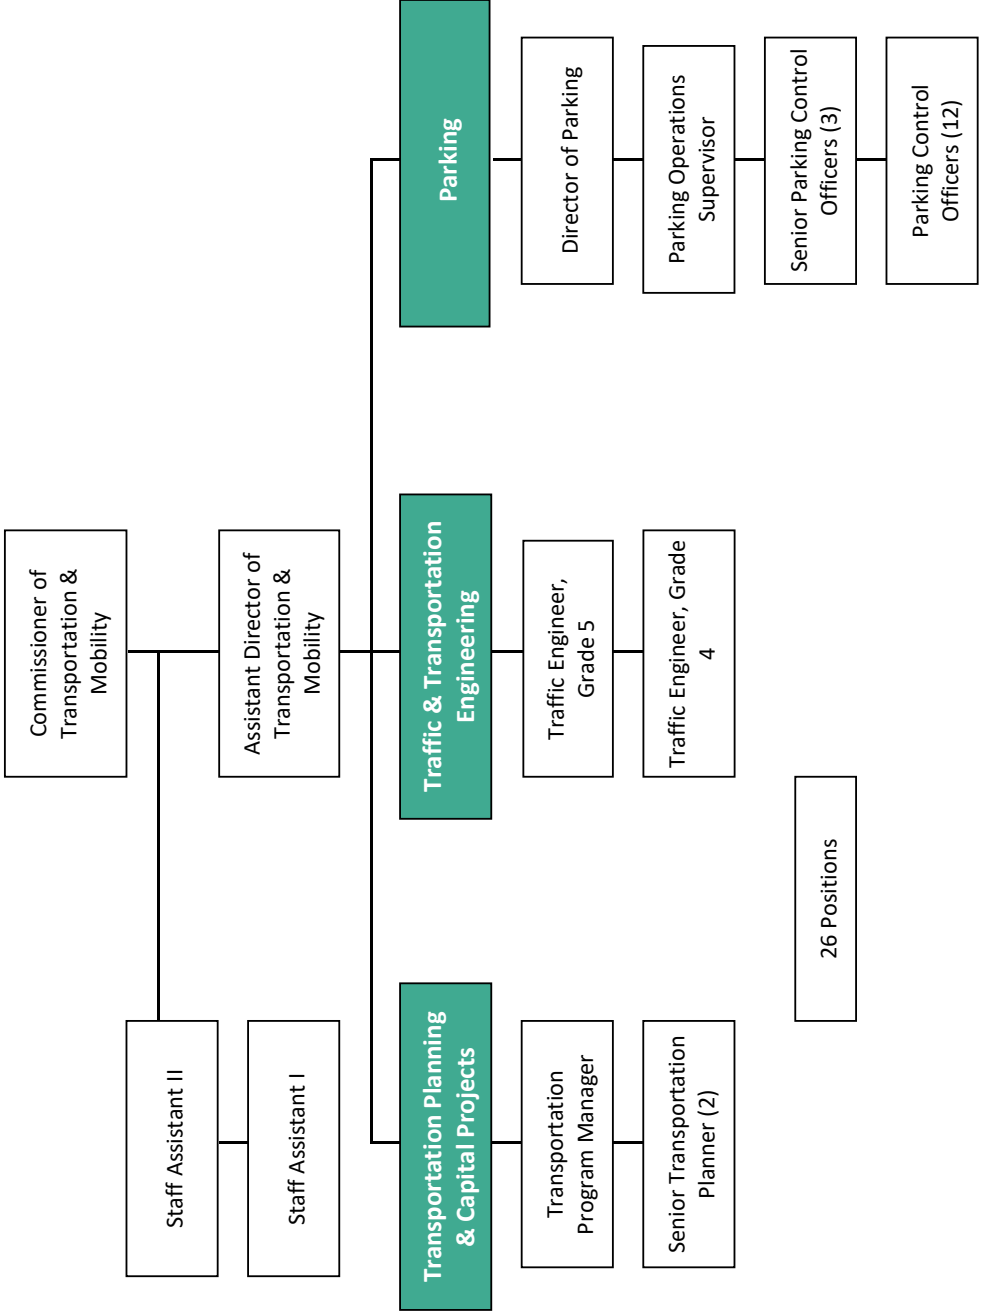 Commissioner of
Transportation &
Mobility
Staff Assistant II
Staff Assistant I
Assistant Director of
Transportation &
Mobility
Transportation Planning
& Capital Projects
Transportation
Program Manager
Senior Transportation
Planner (2)
Traffic & Transportation
Engineering
Traffic Engineer,
Grade 5
Traffic Engineer, Grade
4
Parking
Director of Parking
Parking Operations
Supervisor
Senior Parking Control
Officers (3)
Parking Control
Officers (12)
26 Positions